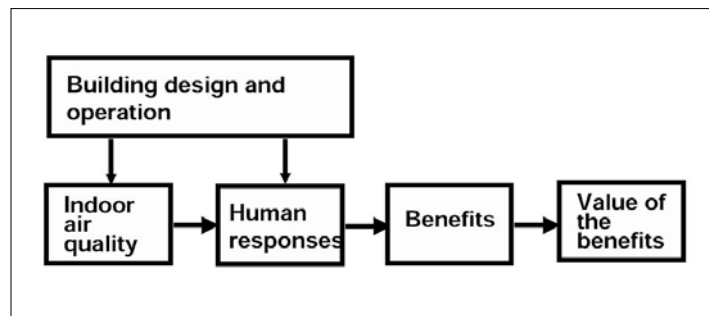 Building design and
operation
Indoor
air
quality
Human
responses
Benefits
Value of
the
benefits